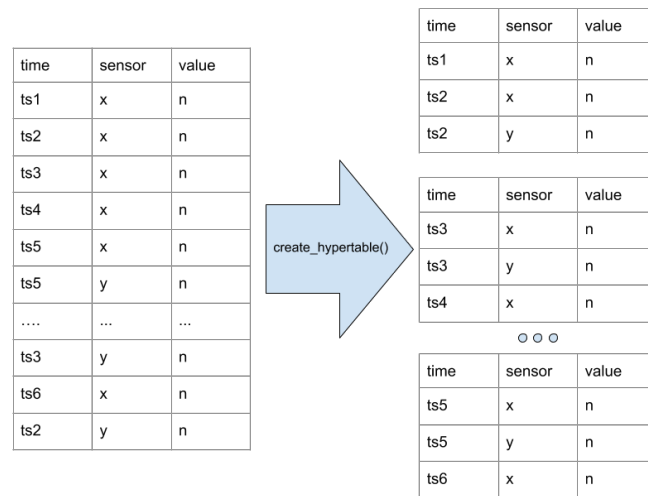 time sensor value
ts1 x n
ts2 x n
ts3 x n
ts4 x n
ts5 x n
ts5 y n
.... ... ...
ts3 y n
ts6 x n
ts2 y n
create_hypertable()
time sensor value
ts1 x n
ts2 x n
ts2 y n
time sensor value
ts3 x n
ts3 y n
ts4 x n
time sensor value
ts5 x n
ts5 y n
ts6 x n